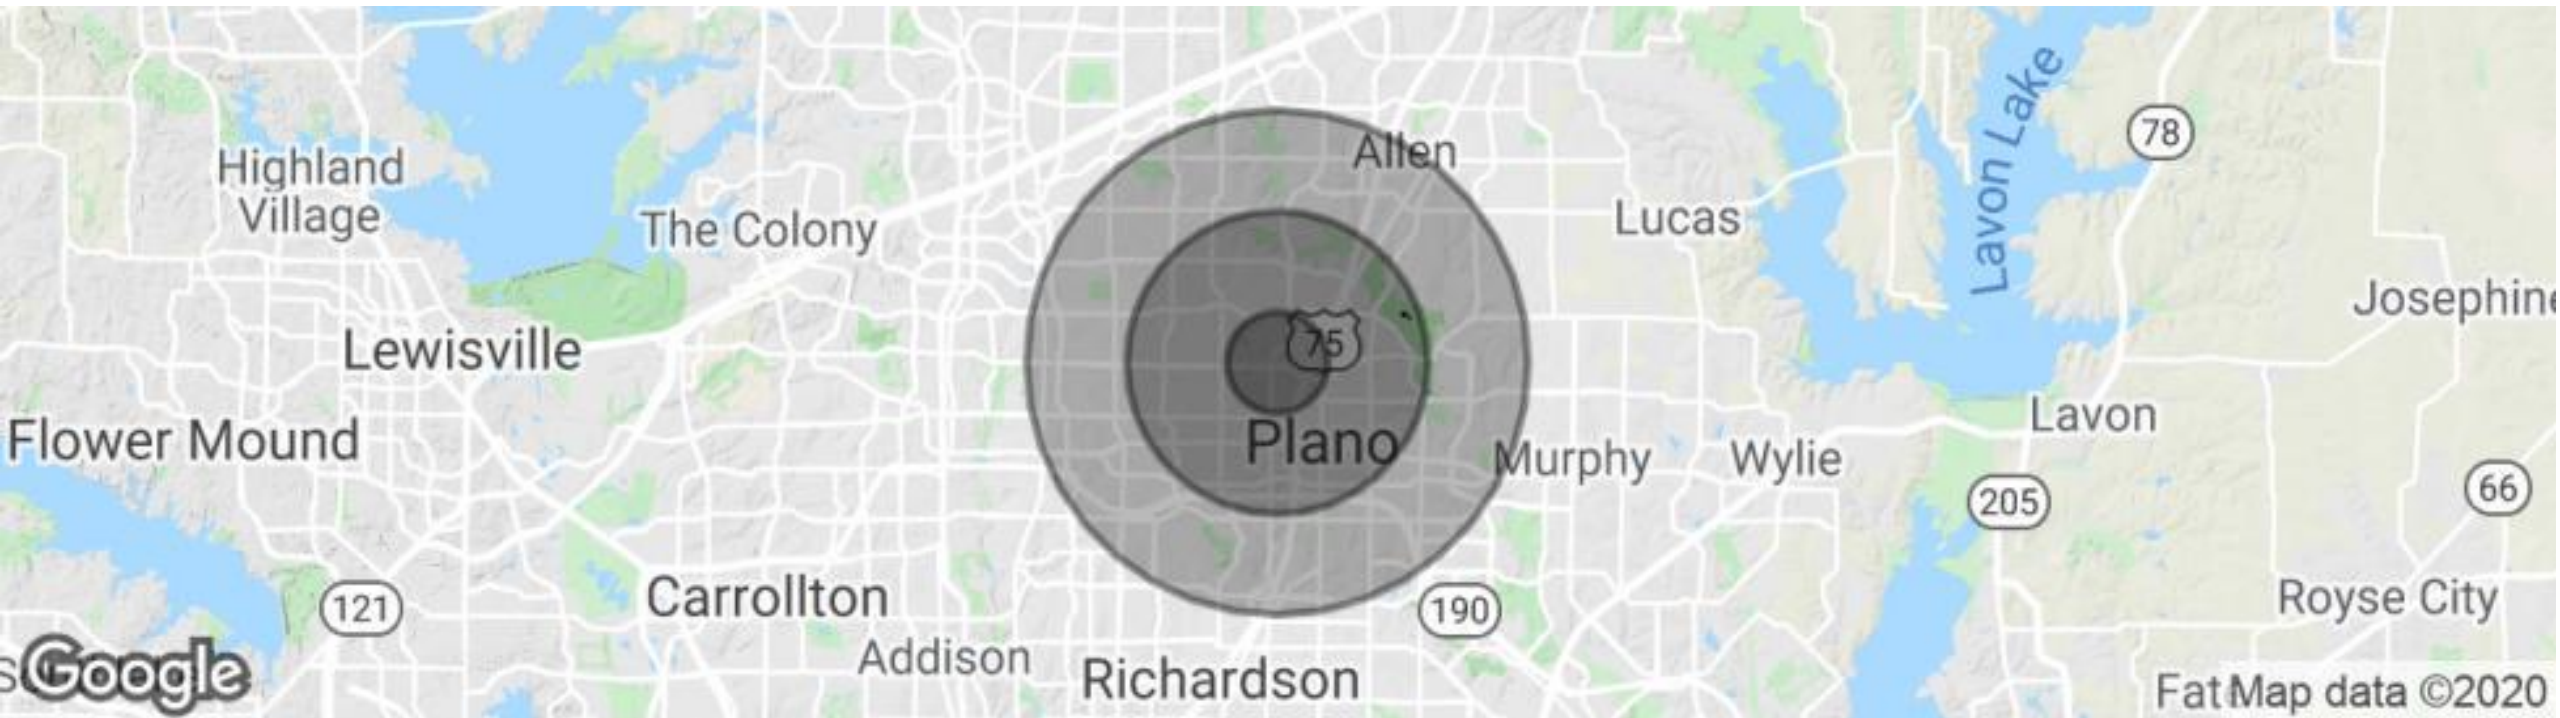 Lavon Lake
78
Allen
Highland
Village
The Colony
Lucas
Josephine
75
Lewisville
Lavon
Flower Mound
Plano
Murphy
Wylie
66
205
121
Carrollton
190
Royse City
Addison
Richardson
Google
Fat
Map data ©2020